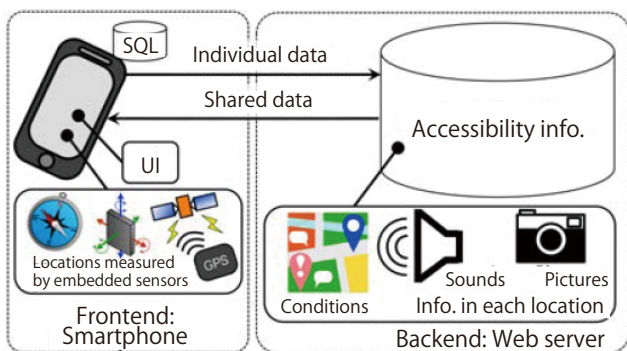 SQL
Individual data
Shared data
Accessibility info.
UI
GPS
Locations measured
by embedded sensors
Sounds
Pictures
Conditions
Info. in each location
Frontend:
Smartphone
Backend: Web server